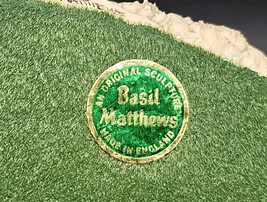 AN ORIGINAL SCULPTURE
Basil
Matthews
MADE IN ENGLAND